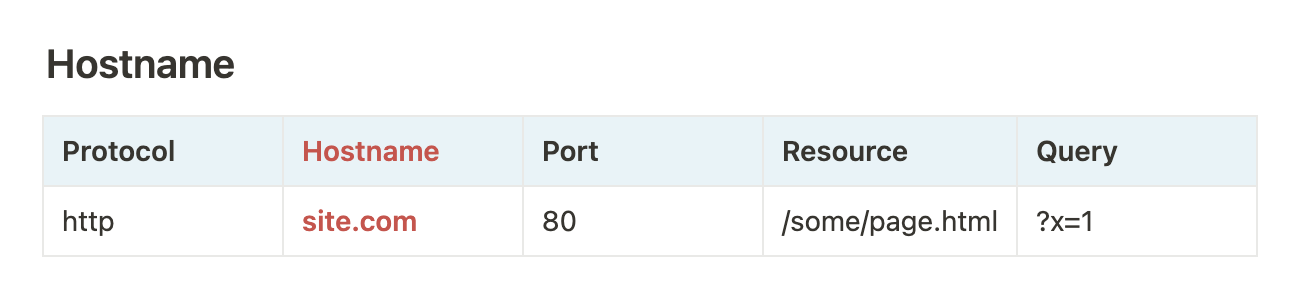 Hostname
Protocol Hostname Port Resource Query
http site.com 80 /some/page.html ?x=1